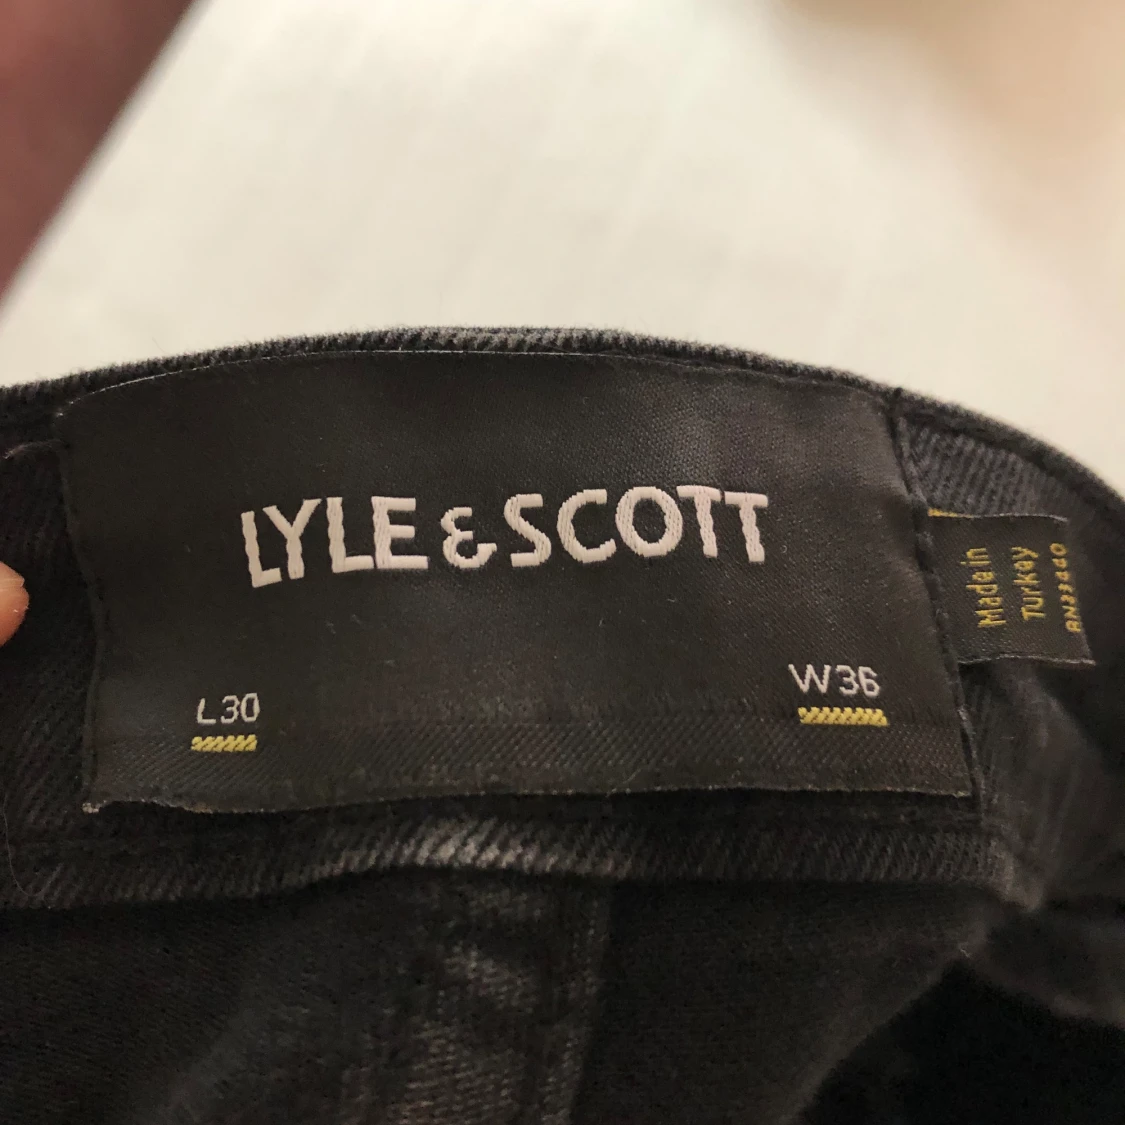 LYLE & SCOTT
L30
W36
Made in
Turkey